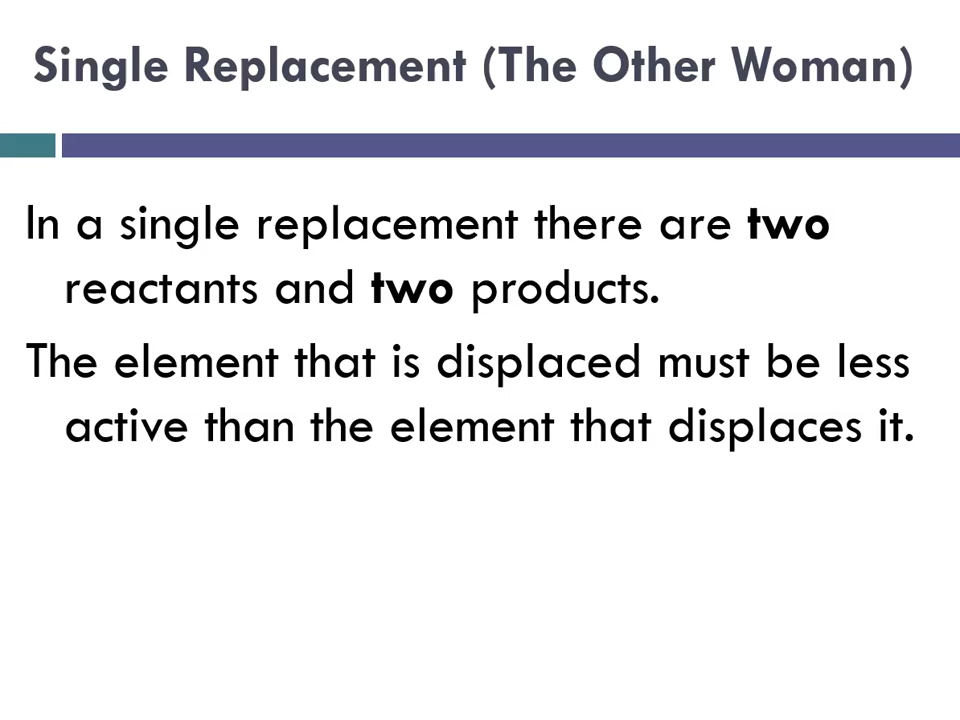 Single Replacement (The Other Woman)
In a single replacement there are two
reactants and two products.
The element that is displaced must be less
active than the element that displaces it.